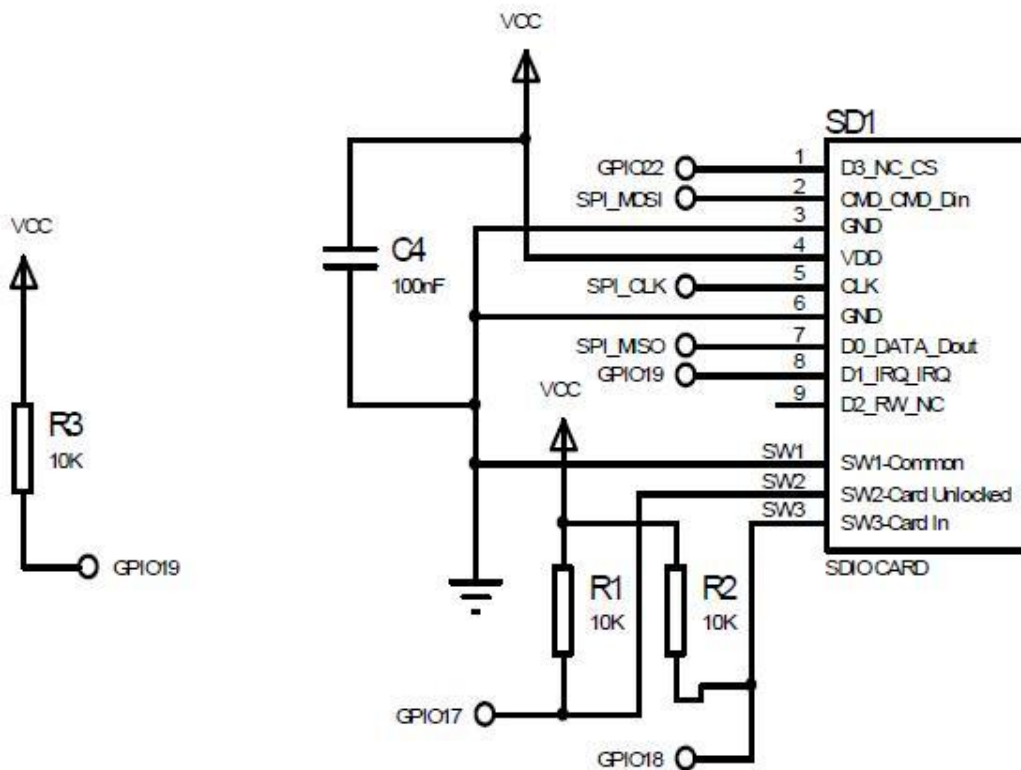 VCC
SD1
GPIO22
1
D3_NC_CS
SPI_MOSI
2
CMD_CMD_Din
3
GND
VCC
C4
100nF
4
VDD
SPI_CLK
5
CLK
6
GND
SPI_MISO
7
D0_DATA_Dout
GPIO19
8
D1_IRQ_IRQ
VCC
9
D2_RW_NC
R3
10K
SW1
SW1-Common
SW2
SW2-Card Unlocked
SW3
SW3-Card In
SDIO CARD
GPIO19
R1
10K
R2
10K
GPIO17
GPIO18